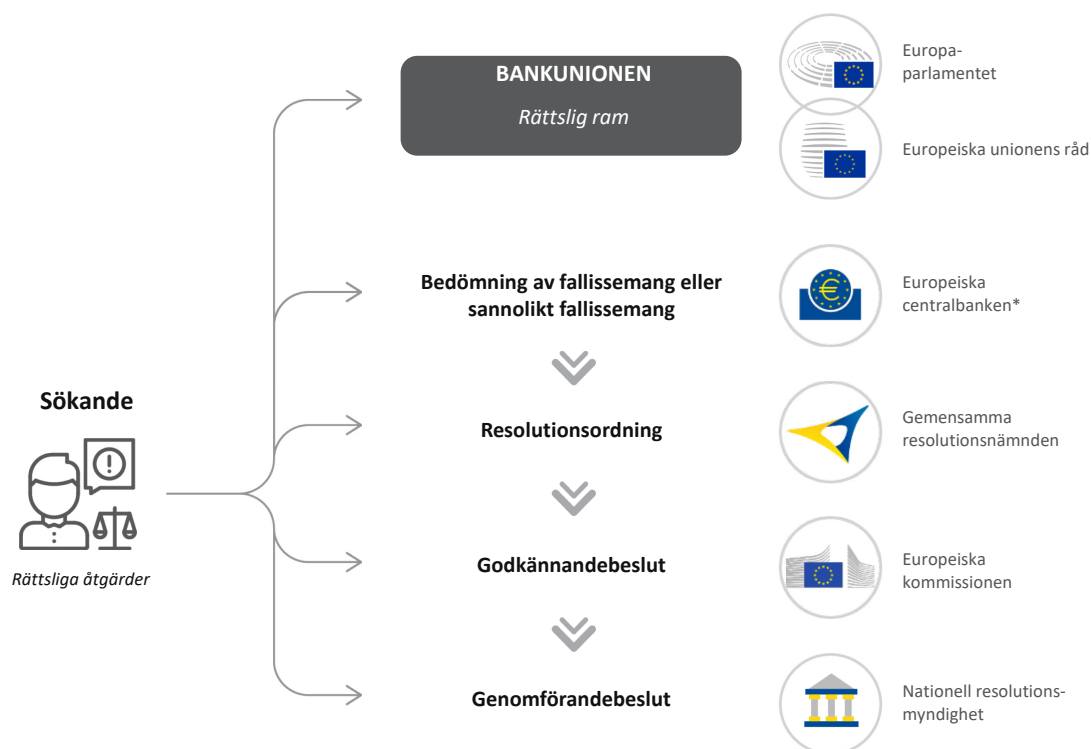 BANKUNIONEN
Rättslig ram
Europa-
parlamentet
Europeiska unionens råd
Bedömning av fallissemang eller
sannolikt fallissemang
Europeiska
centralbanken*
Sökande
Rättsliga åtgärder
Resolutionsordning
Gemensamma
resolutionsnämnden
Godkännandebeslut
Europeiska
kommissionen
Genomförandebeslut
Nationell resolutions-
myndighet